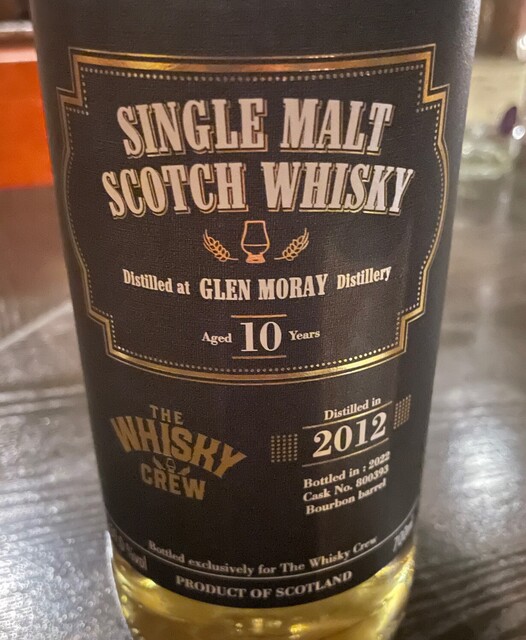 SINGLE MALT
SCOTCH WHISKY
Distilled at GLEN MORAY Distillery
Aged 10 Years
THE
WHISKY
CREW
Distilled in
2012
Bottled in : 2022
Cask No. 800393
Bourbon barrel
Bottled exclusively for The Whisky Crew
PRODUCT OF SCOTLAND